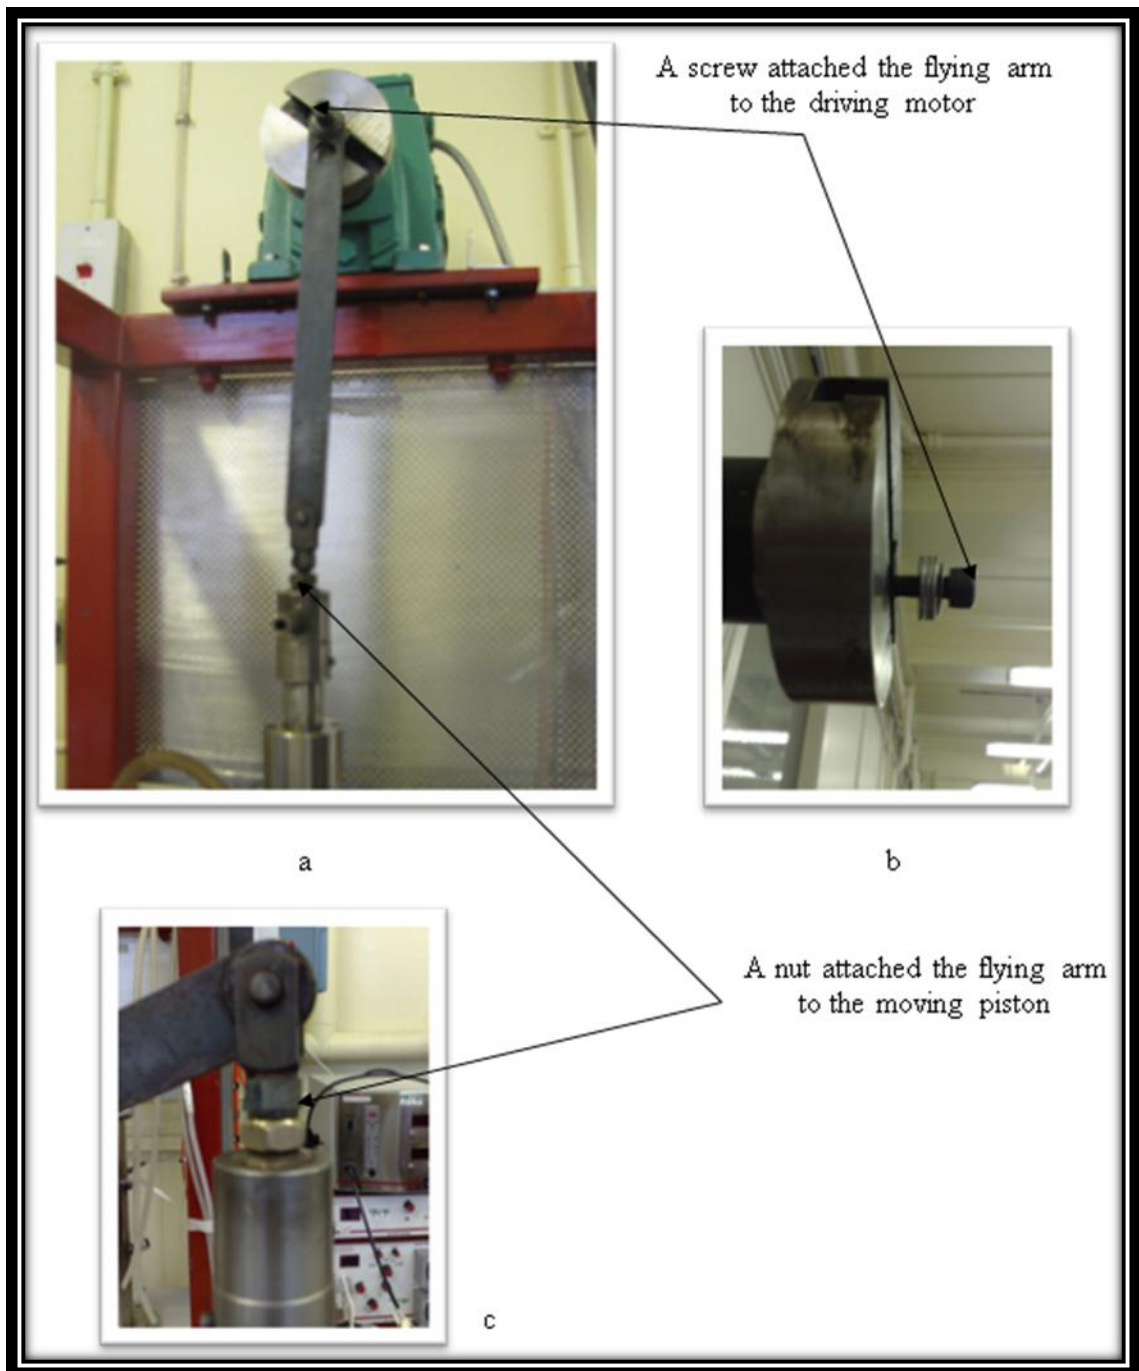 A screw attached the flying arm
to the driving motor
a
b
A nut attached the flying arm
to the moving piston
c